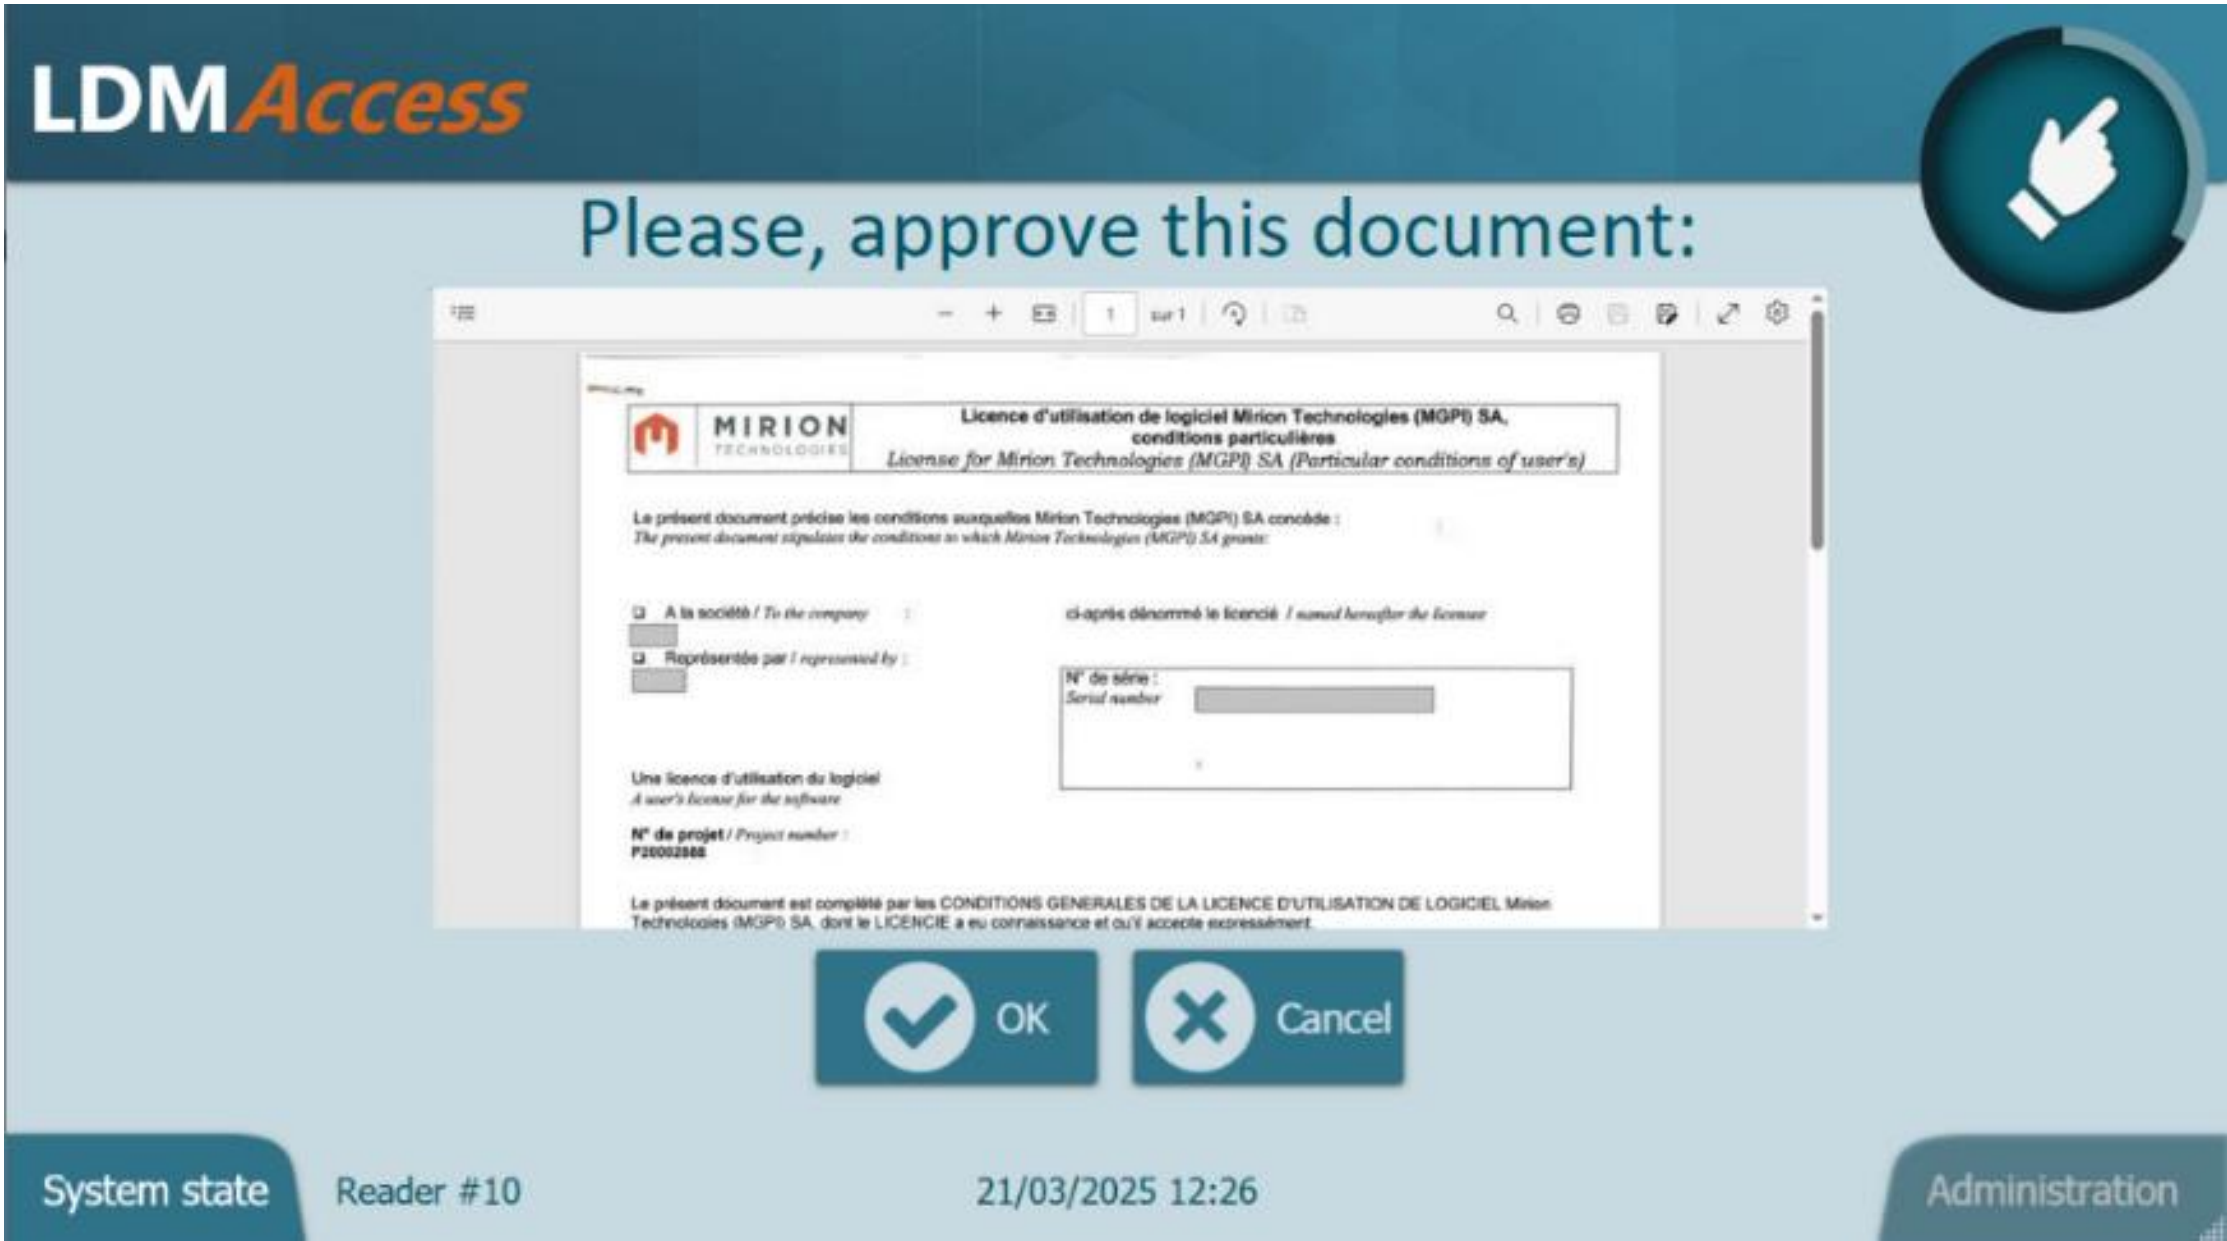 LDMAccess
Please, approve this document:
1 sur 1
MIRION
TECHNOLOGIES
Licence d'utilisation de logiciel Mirion Technologies (MGPI) SA,
conditions particulières
License for Mirion Technologies (MGPI) SA (Particular conditions of user's)
Le présent document précise les conditions auxquelles Mirion Technologies (MGPI) SA concède :
The present document stipulates the conditions to which Mirion Technologies (MGPI) SA grants:
A la société / To the company :
ci-après dénommé le licencié / named hereafter the licensee
Représentée par / represented by :
N° de série :
Serial number
Une licence d'utilisation du logiciel
A user's license for the software
N° de projet / Project number :
Le présent document est complété par les CONDITIONS GENERALES DE LA LICENCE D'UTILISATION DE LOGICIEL Mirion
Technologies (MGPI) SA, dont le LICENCIE a eu connaissance et qu'il accepte expressément.
OK
Cancel
System state
Reader #10
21/03/2025 12:26
Administration